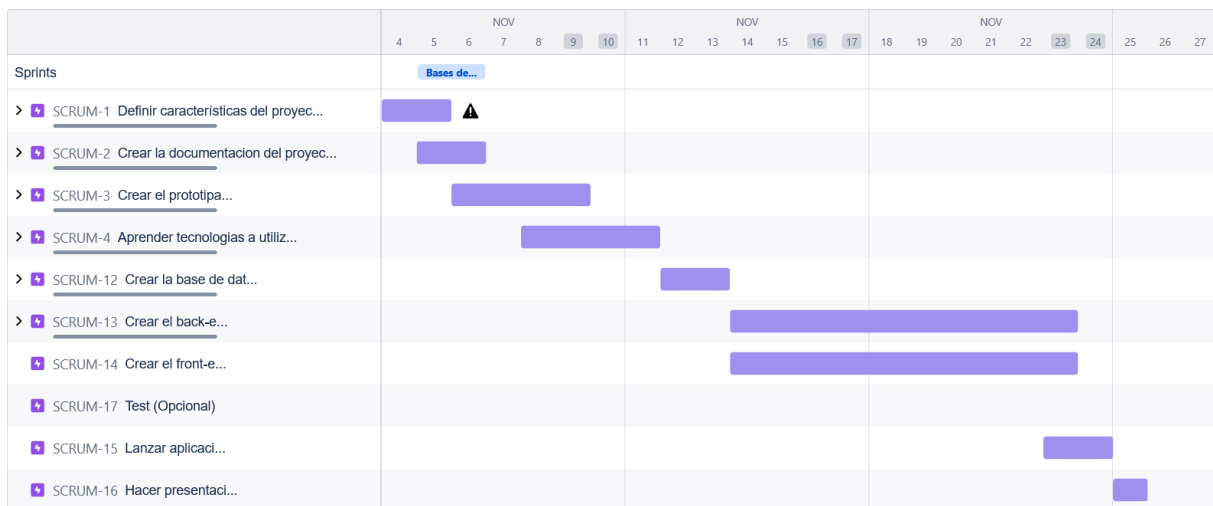 NOV NOV NOV
4 5 6 7 8 9 10 11 12 13 14 15 16 17 18 19 20 21 22 23 24 25 26 27
Sprints Bases de...
SCRUM-1 Definir características del proyec...
SCRUM-2 Crear la documentacion del proyec...
SCRUM-3 Crear el prototipa...
SCRUM-4 Aprender tecnologias a utiliz...
SCRUM-12 Crear la base de dat...
SCRUM-13 Crear el back-e...
SCRUM-14 Crear el front-e...
SCRUM-17 Test (Opcional)
SCRUM-15 Lanzar aplicaci...
SCRUM-16 Hacer presentaci...